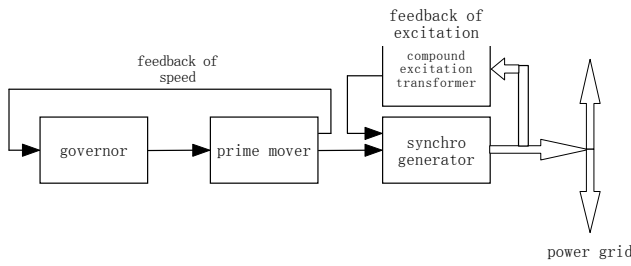 feedback of
excitation
feedback of
speed
compound
excitation
transformer
governor
prime mover
synchro
generator
power grid